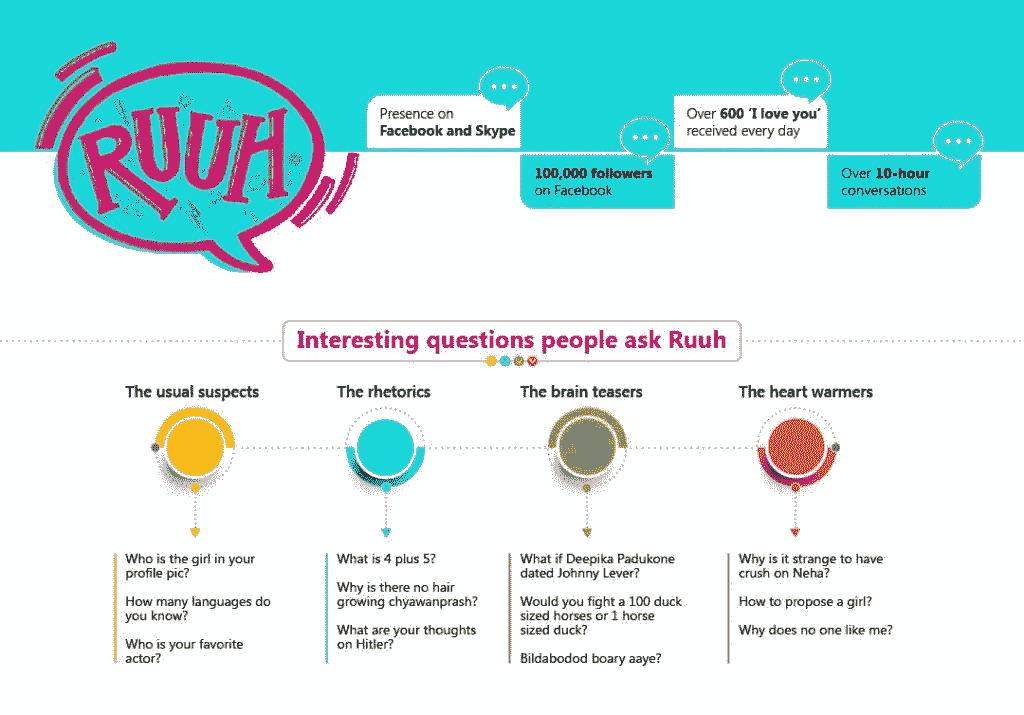 RUUH
Presence on
Facebook and Skype
100,000 followers
on Facebook
Over 600 'I love you'
received every day
Over 10-hour
conversations
Interesting questions people ask Ruuh
The usual suspects
Who is the girl in your
profile pic?
How many languages do
you know?
Who is your favorite
actor?
The rhetorics
What is 4 plus 5?
Why is there no hair
growing chyawanprash?
What are your thoughts
on Hitler?
The brain teasers
What if Deepika Padukone
dated Johnny Lever?
Would you fight a 100 duck
sized horses or 1 horse
sized duck?
Bildabodod boary aaye?
The heart warmers
Why is it strange to have
crush on Neha?
How to propose a girl?
Why does no one like me?